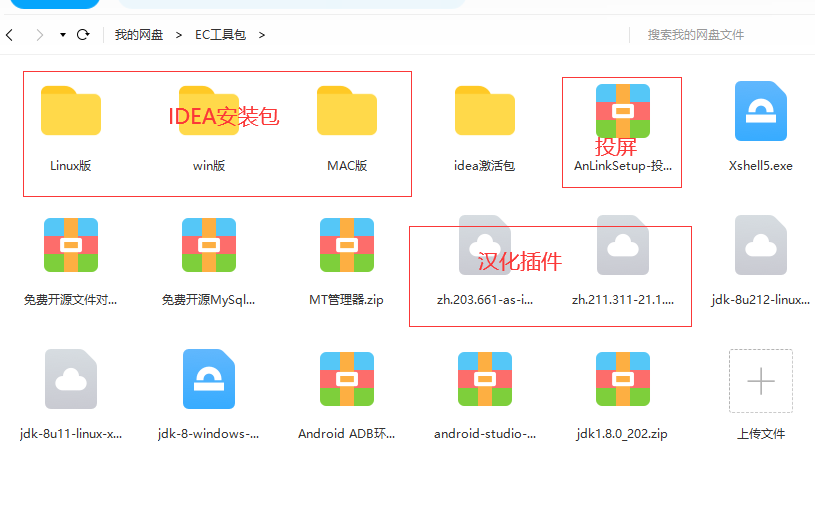 我的网盘 > EC工具包 >
搜索我的网盘文件
IDEA安装包
投屏
Linux版
win版
MAC版
idea激活包
AnLinkSetup-投...
Xshell5.exe
汉化插件
免费开源文件对...
免费开源MySql...
MT管理器.zip
zh.203.661-as-i...
zh.211.311-21.1....
jdk-8u212-linux...
jdk-8u11-linux-x...
jdk-8-windows-...
Android ADB环...
android-studio-...
jdk1.8.0_202.zip
上传文件